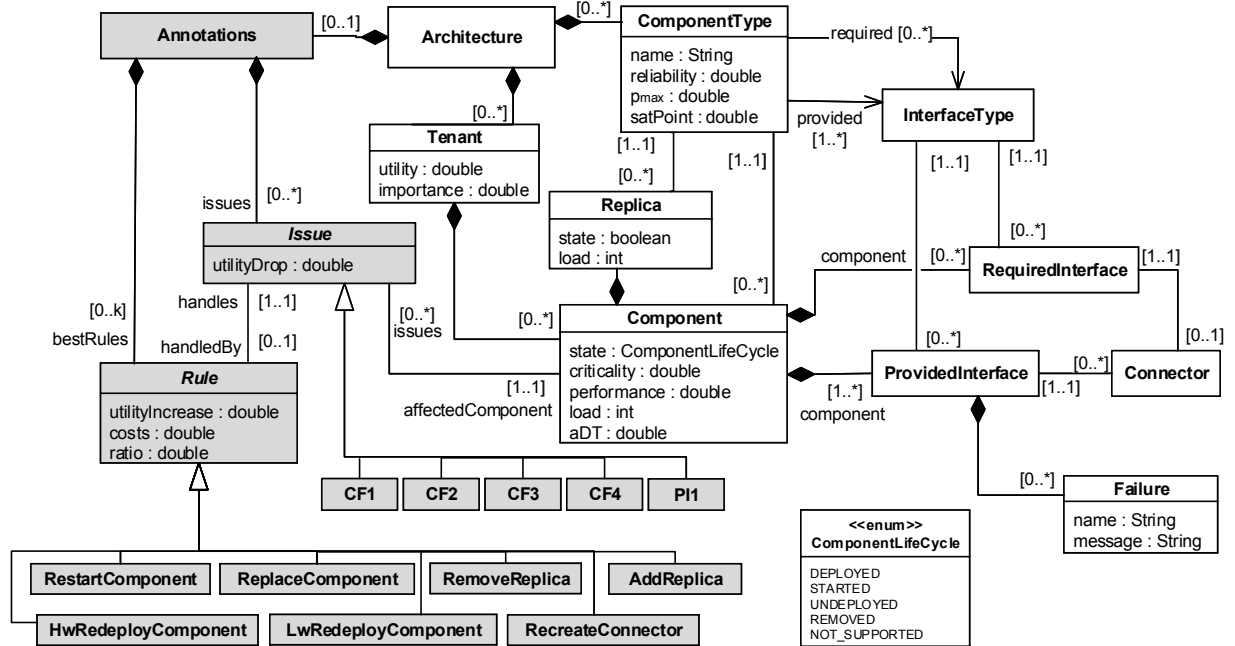 Annotations
[0..1]
Architecture
[0..*]
ComponentType
name : String
reliability : double
pmax : double
satPoint : double
required [0..*]
provided
[1..*]
InterfaceType
[0..*]
Tenant
utility : double
importance : double
[1..1]
[1..1]
[1..1]
[1..1]
[0..*]
Replica
state : boolean
load : int
issues
[0..*]
Issue
utilityDrop : double
component
[0..*]
[0..*]
RequiredInterface
[1..1]
[0..k]
bestRules
handles
[1..1]
handledBy
[0..1]
[0..*]
issues
[0..*]
[0..*]
Component
state : ComponentLifeCycle
criticality : double
performance : double
load : int
aDT : double
[1..1]
affectedComponent
[0..*]
ProvidedInterface
[1..*]
component
[1..1]
[0..*]
[0..1]
Connector
Rule
utilityIncrease : double
costs : double
ratio : double
CF1
CF2
CF3
CF4
PI1
[0..*]
Failure
name : String
message : String
<<enum>>
ComponentLifeCycle
DEPLOYED
STARTED
UNDEPLOYED
REMOVED
NOT_SUPPORTED
RestartComponent
ReplaceComponent
RemoveReplica
AddReplica
HwRedeployComponent
LwRedeployComponent
RecreateConnector